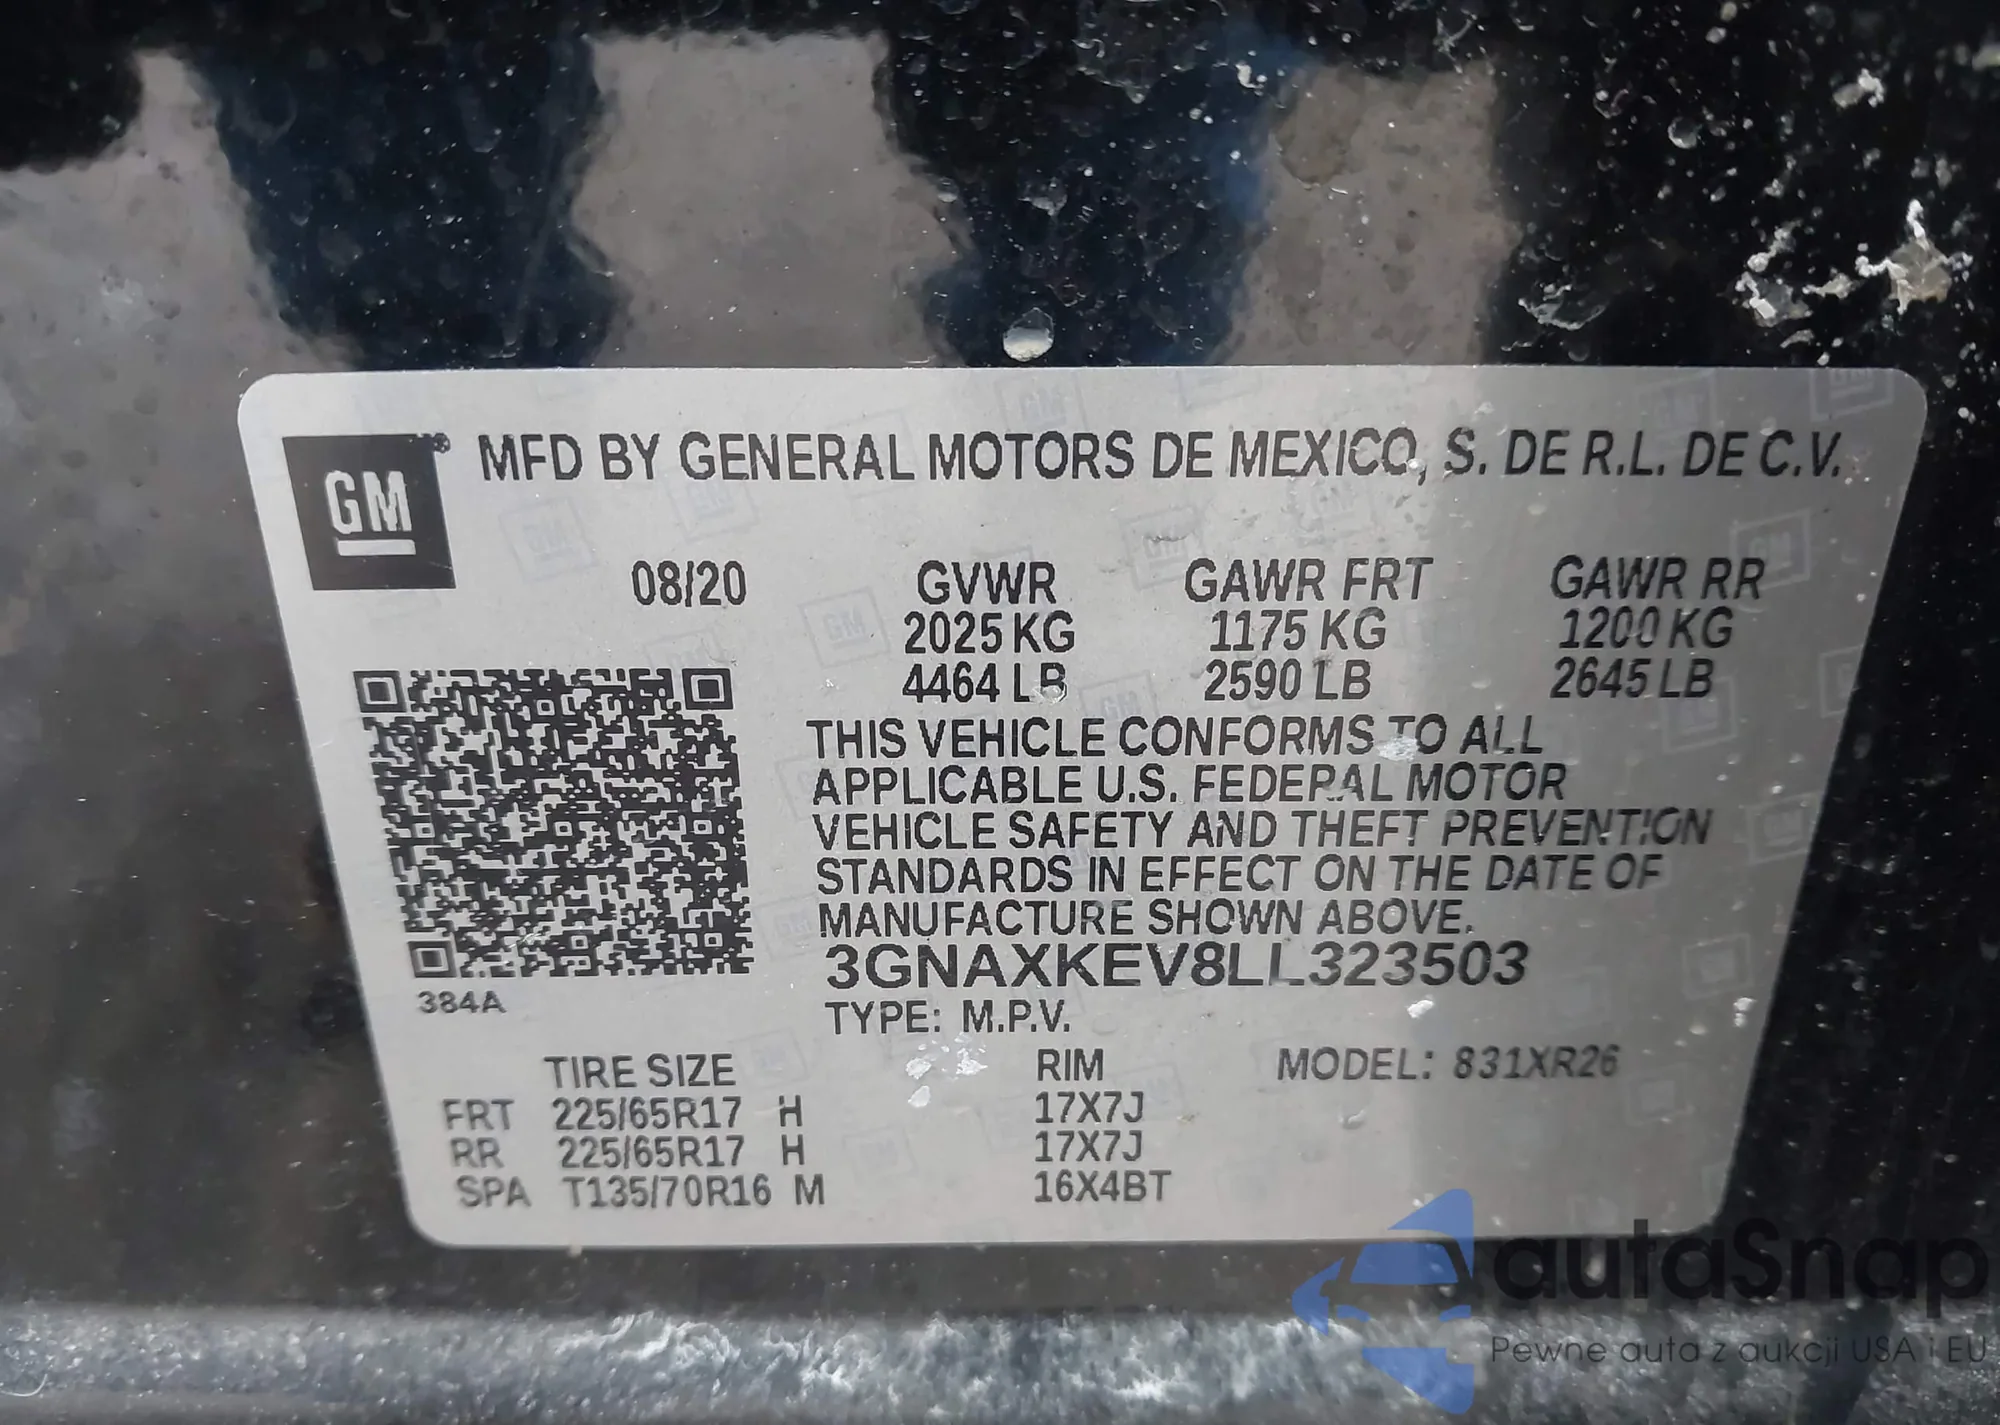 GM® MFD BY GENERAL MOTORS DE MEXICO, S. DE R.L. DE C.V.
08/20 GVWR GAWR FRT GAWR RR
2025 KG 1175 KG 1200 KG
4464 LB 2590 LB 2645 LB
THIS VEHICLE CONFORMS TO ALL
APPLICABLE U.S. FEDERAL MOTOR
VEHICLE SAFETY AND THEFT PREVENTION
STANDARDS IN EFFECT ON THE DATE OF
MANUFACTURE SHOWN ABOVE.
3GNAXKEV8LL323503
384A
TYPE: M.P.V.
TIRE SIZE RIM MODEL: 831XR26
FRT 225/65R17 H 17X7J
RR 225/65R17 H 17X7J
SPA T135/70R16 M 16X4BT
autaSnap
Pewne auta z aukcji USA i EU